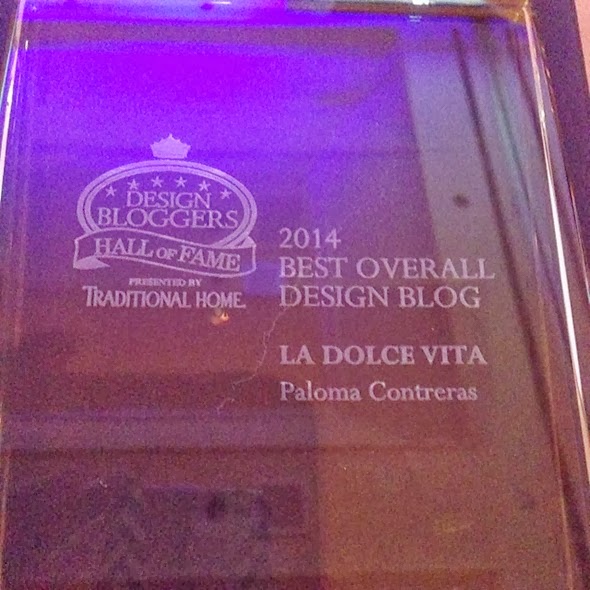 DESIGN
BLOGGERS
HALL OF FAME
PRESENTED BY
TRADITIONAL HOME.
2014
BEST OVERALL
DESIGN BLOG
LA DOLCE VITA
Paloma Contreras